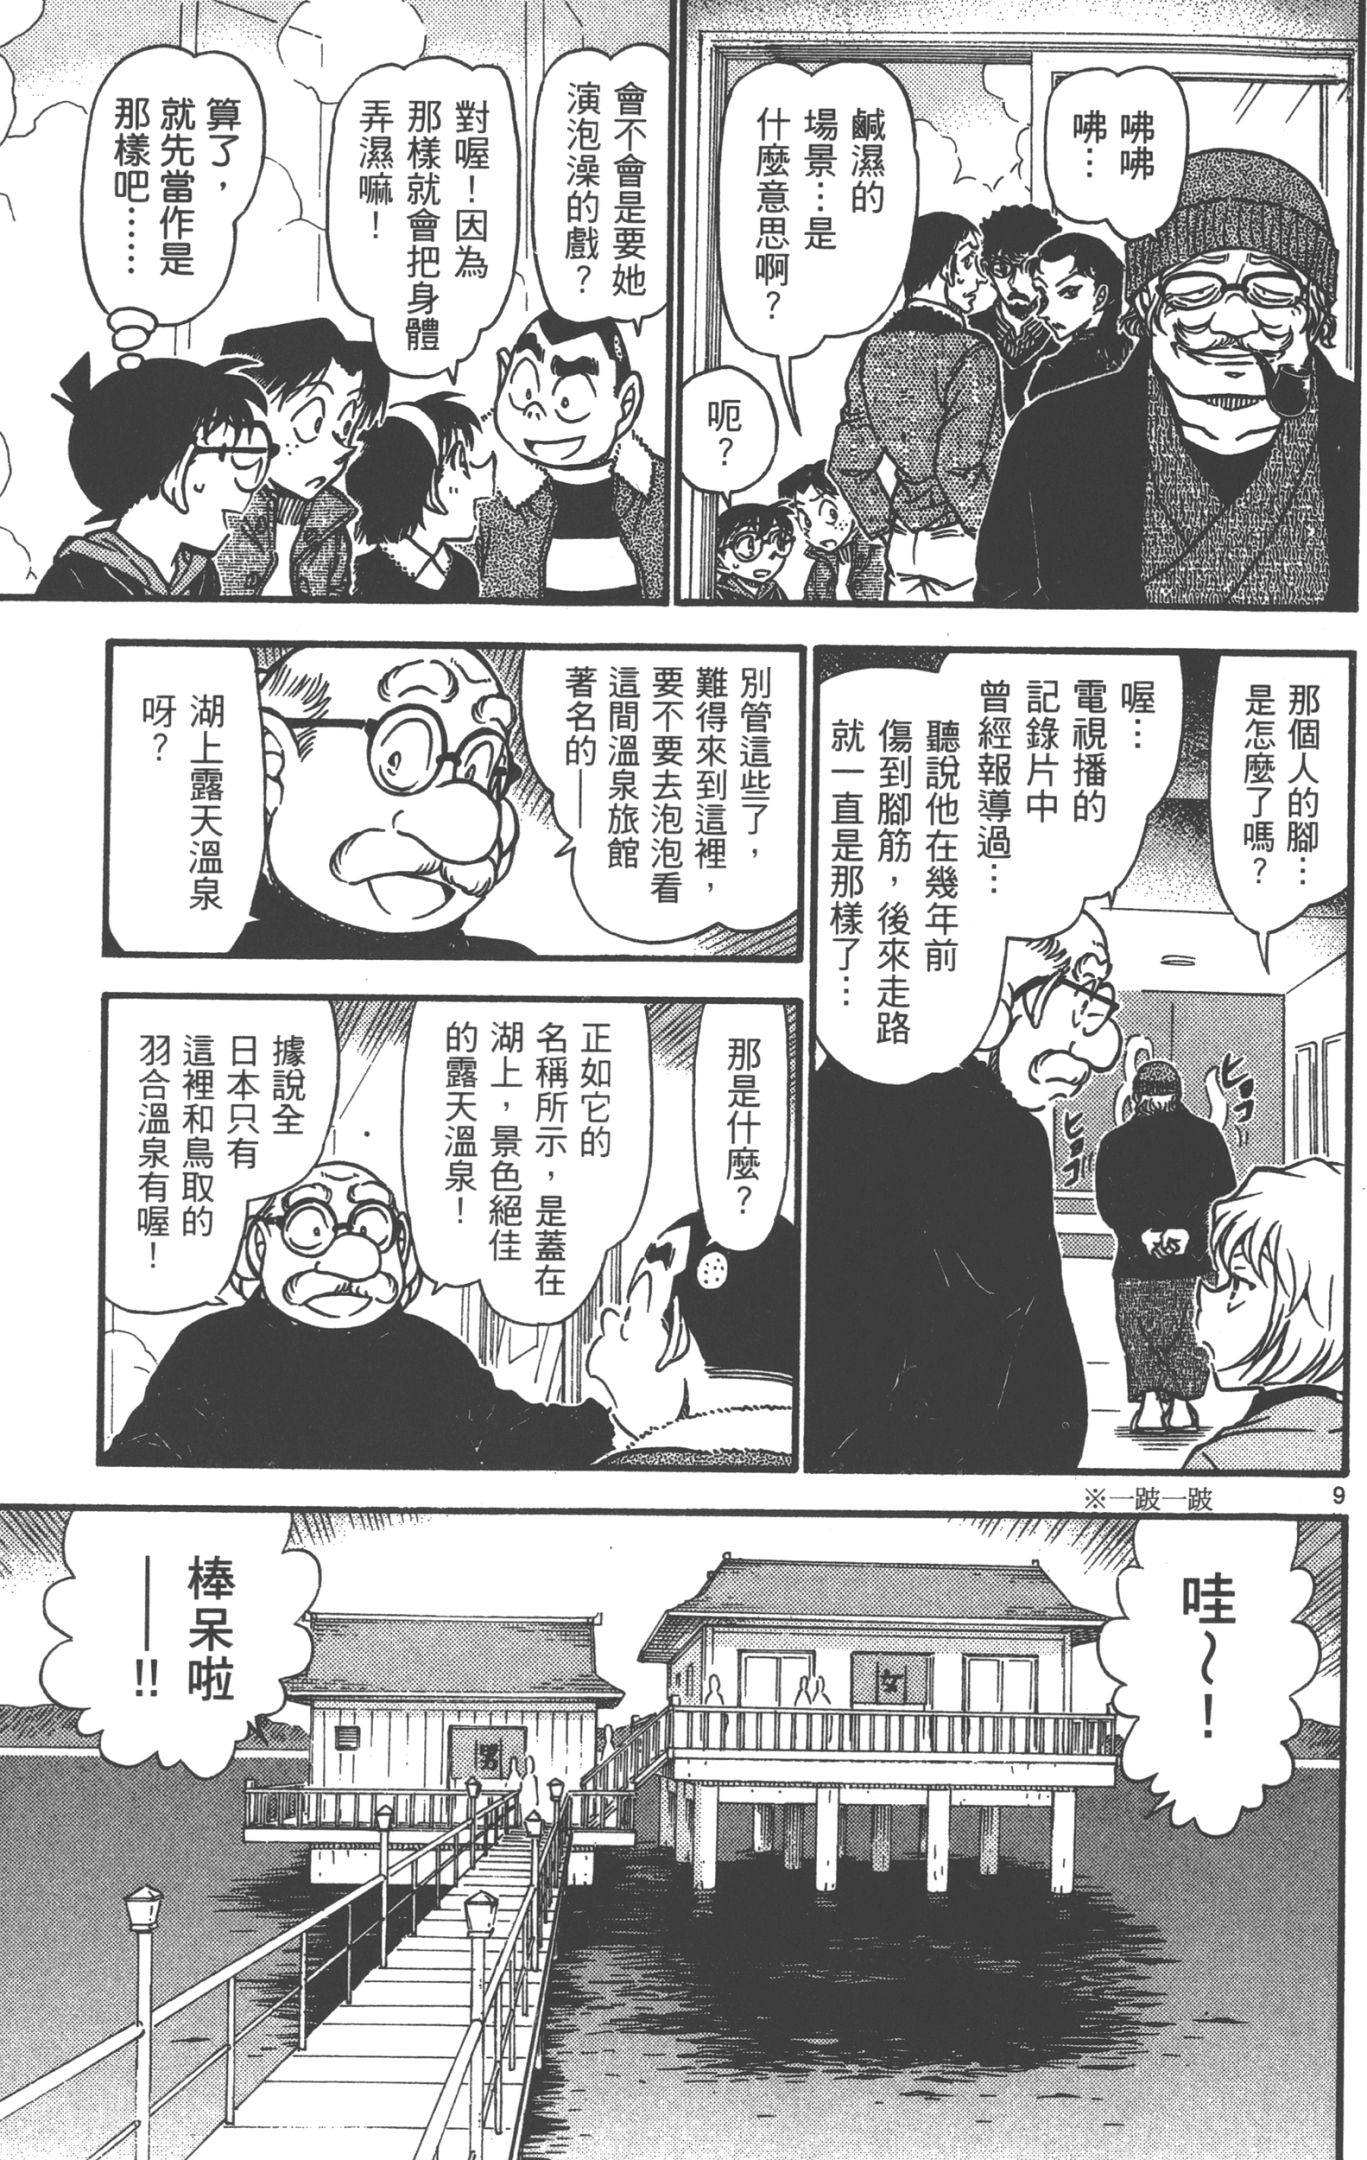 咈咈
咈…
鹹濕的
場景…是
什麼意思啊？
呃？
會不會是要她
演泡澡的戲？
對喔！因為
那樣就會把身體
弄濕嘛！
算了，
就先當作是
那樣吧……
那個人的腳…
是怎麼了嗎？
喔…
電視播的
記錄片中
曾經報導過…
聽說他在幾年前
傷到腳筋，後來走路
就一直是那樣了…
ヒョコ
ヒョコ
※一跛一跛
別管這些了，
難得來到這裡，
要不要去泡泡看
這間溫泉旅館
著名的—
湖上露天溫泉
呀？
那是什麼？
正如它的
名稱所示，是蓋在
湖上，景色絕佳
的露天溫泉！
據說全
日本只有
這裡和鳥取的
羽合溫泉有喔！
9
哇～！
棒呆啦
——!!
女
男